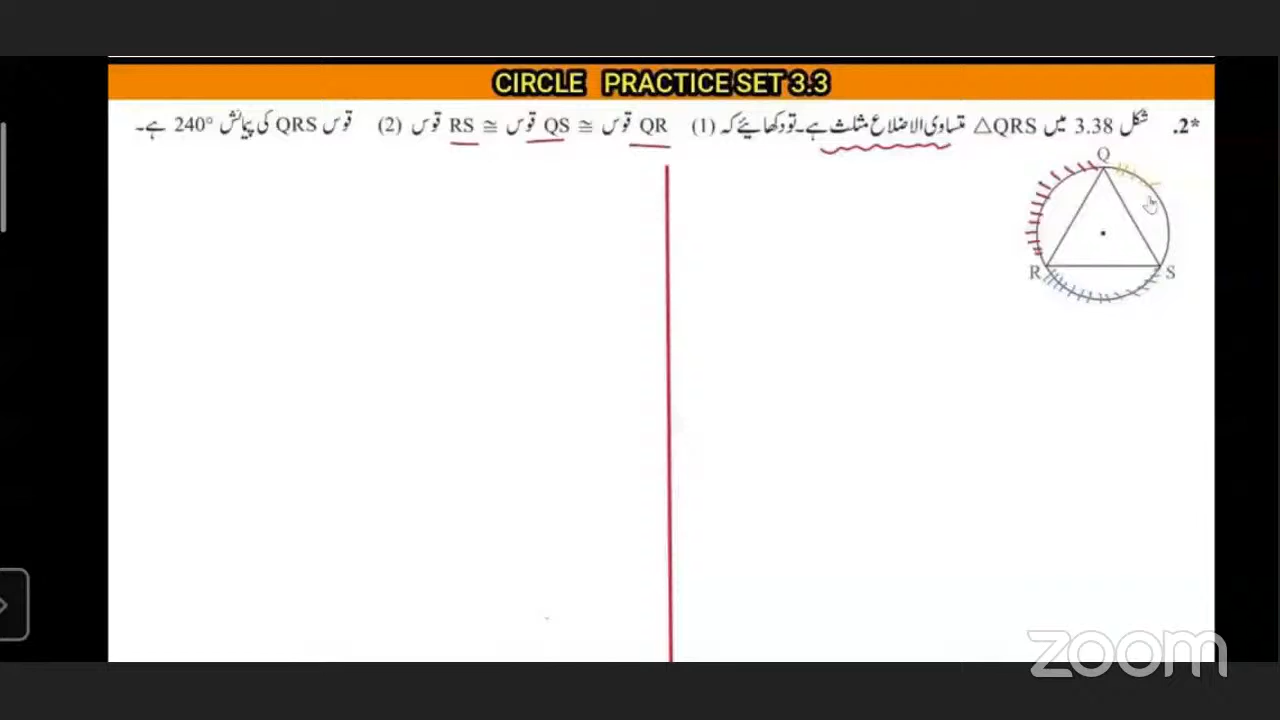 CIRCLE PRACTICE SET 3.3
*2. شکل 3.38 میں △QRS متساوی الاضلاع مثلث ہے۔ تو دکھائیے کہ (1) قوس RS ≅ قوس QS ≅ قوس QR (2) قوس QRS کی پیمائش 240° ہے۔
Q
R S
zoom